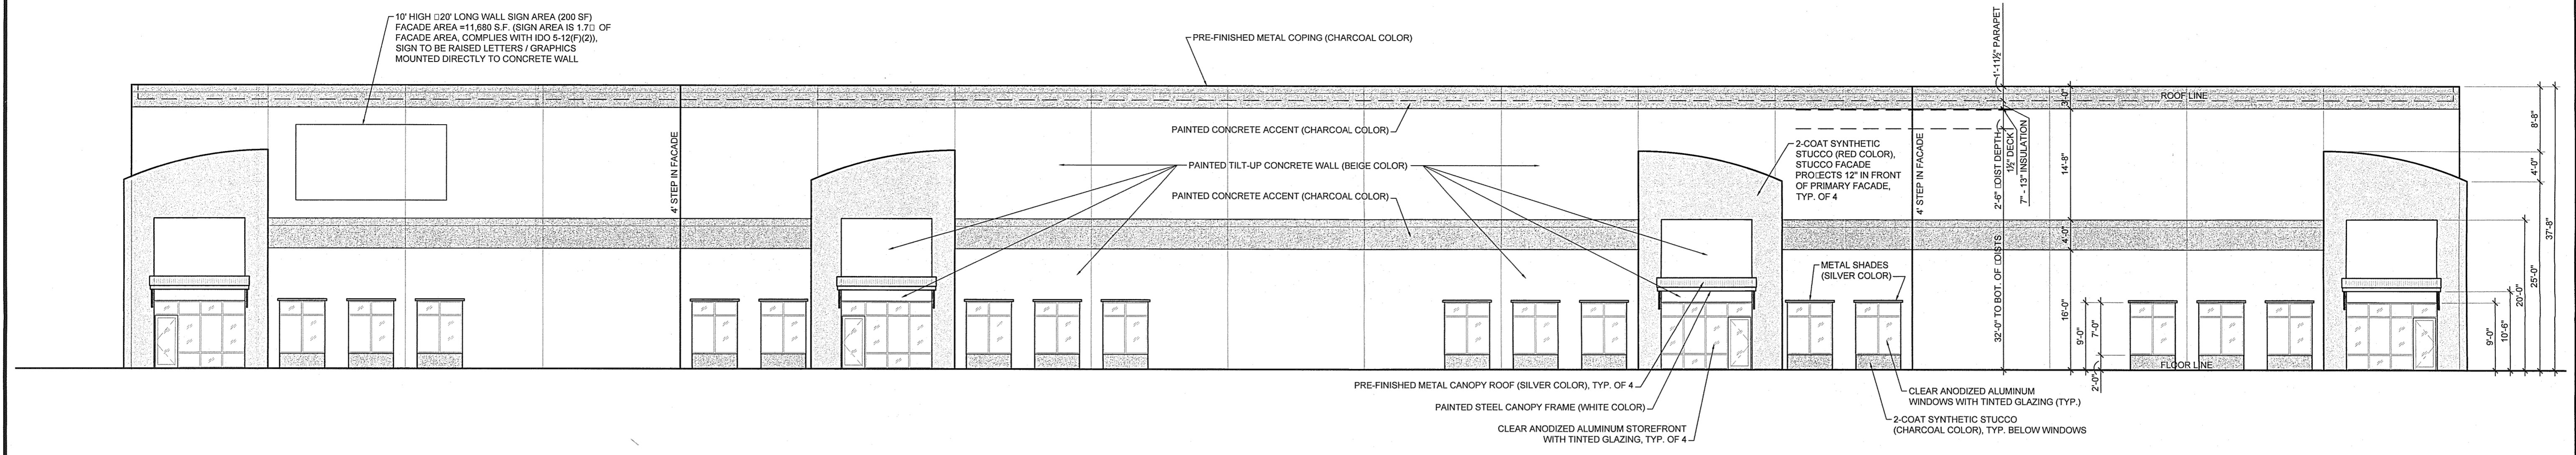 10' HIGH □20' LONG WALL SIGN AREA (200 SF)
FACADE AREA =11,680 S.F. (SIGN AREA IS 1.7□ OF
FACADE AREA, COMPLIES WITH IDO 5-12(F)(2)),
SIGN TO BE RAISED LETTERS / GRAPHICS
MOUNTED DIRECTLY TO CONCRETE WALL
PRE-FINISHED METAL COPING (CHARCOAL COLOR)
1'-11½" PARAPET
ROOF LINE
3'-0"
8'-8"
PAINTED CONCRETE ACCENT (CHARCOAL COLOR)
4' STEP IN FACADE
PAINTED TILT-UP CONCRETE WALL (BEIGE COLOR)
PAINTED CONCRETE ACCENT (CHARCOAL COLOR)
2-COAT SYNTHETIC
STUCCO (RED COLOR),
STUCCO FACADE
PRO□ECTS 12" IN FRONT
OF PRIMARY FACADE,
TYP. OF 4
4' STEP IN FACADE
2'-6" □OIST DEPTH
1½" DECK
7" - 13" INSULATION
14'-8"
4'-0"
4'-0"
37'-8"
25'-0"
20'-0"
METAL SHADES
(SILVER COLOR)
32'-0" TO BOT. OF □OISTS
16'-0"
9'-0"
7'-0"
2'-0"
9'-0"
10'-6"
FLOOR LINE
PRE-FINISHED METAL CANOPY ROOF (SILVER COLOR), TYP. OF 4
PAINTED STEEL CANOPY FRAME (WHITE COLOR)
CLEAR ANODIZED ALUMINUM STOREFRONT
WITH TINTED GLAZING, TYP. OF 4
CLEAR ANODIZED ALUMINUM
WINDOWS WITH TINTED GLAZING (TYP.)
2-COAT SYNTHETIC STUCCO
(CHARCOAL COLOR), TYP. BELOW WINDOWS